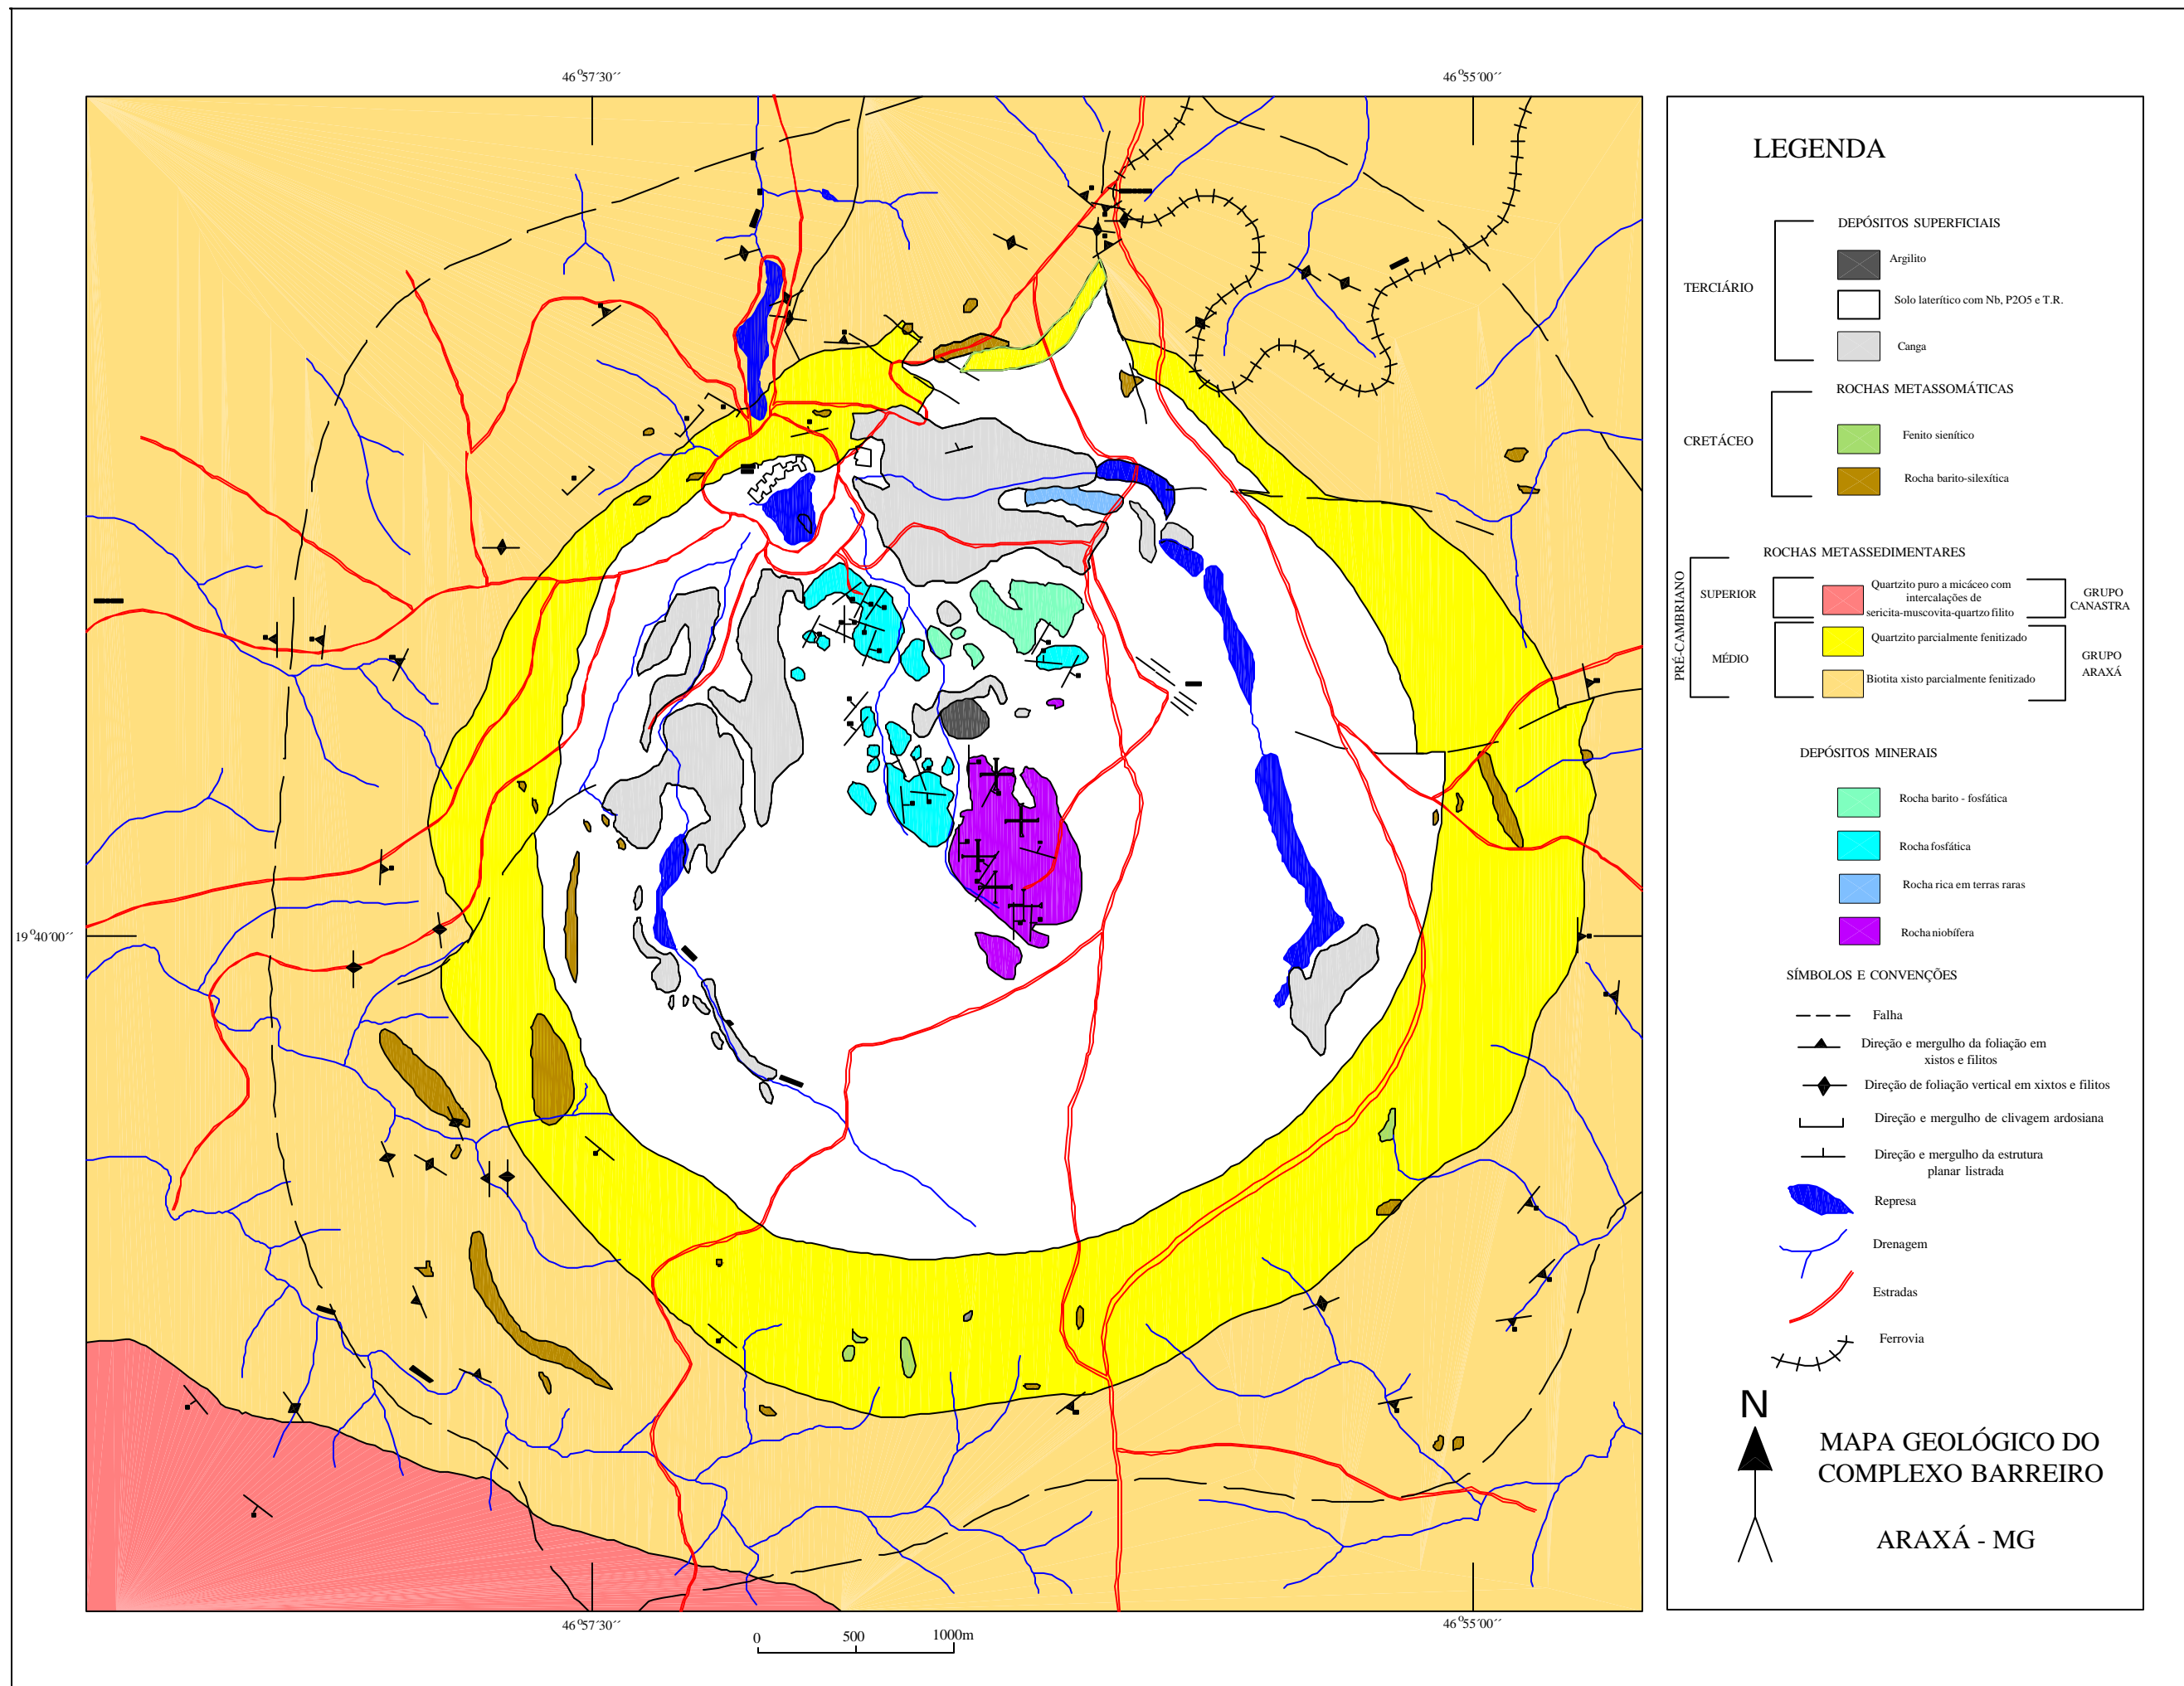 46°57´30´´
46°55´00´´
19°40´00´´
46°57´30´´
46°55´00´´
0
500
1000m
LEGENDA
DEPÓSITOS SUPERFICIAIS
TERCIÁRIO
Argilito
Solo laterítico com Nb, P2O5 e T.R.
Canga
ROCHAS METASSOMÁTICAS
CRETÁCEO
Fenito sienítico
Rocha barito-silexítica
ROCHAS METASSEDIMENTARES
PRÉ-CAMBRIANO
SUPERIOR
Quartzito puro a micáceo com
intercalações de
sericita-muscovita-quartzo filito
GRUPO
CANASTRA
MÉDIO
Quartzito parcialmente fenitizado
Biotita xisto parcialmente fenitizado
GRUPO
ARAXÁ
DEPÓSITOS MINERAIS
Rocha barito - fosfática
Rocha fosfática
Rocha rica em terras raras
Rocha niobífera
SÍMBOLOS E CONVENÇÕES
Falha
Direção e mergulho da foliação em
xistos e filitos
Direção de foliação vertical em xixtos e filitos
Direção e mergulho de clivagem ardosiana
Direção e mergulho da estrutura
planar listrada
Represa
Drenagem
Estradas
Ferrovia
N
MAPA GEOLÓGICO DO
COMPLEXO BARREIRO
ARAXÁ - MG